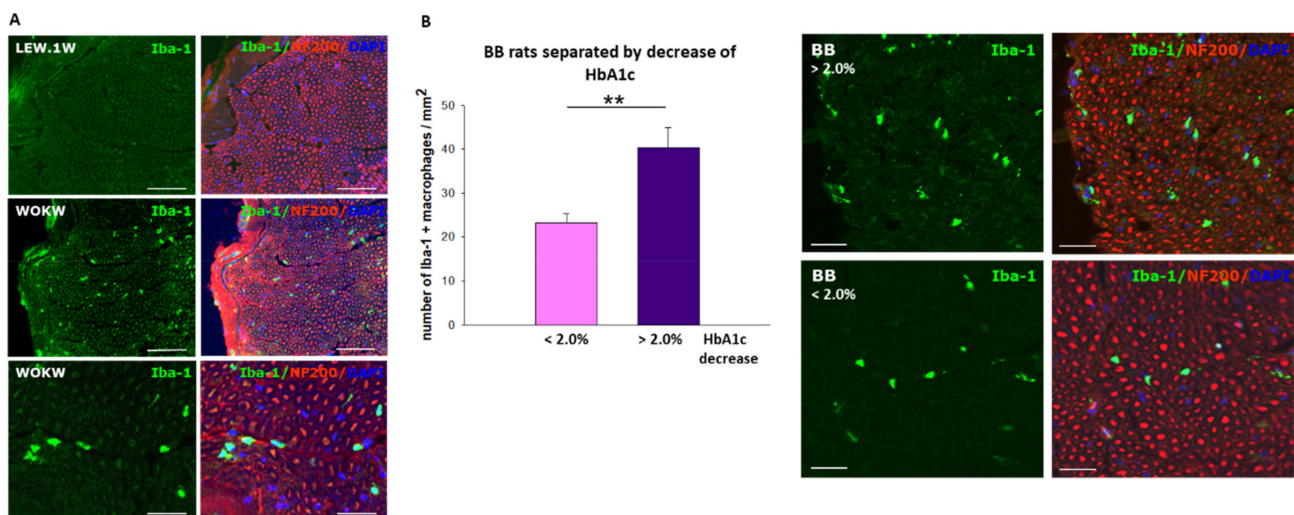 A
LEW.1W
Iba-1
Iba-1/NF200/DAPI
WOKW
Iba-1
Iba-1/NF200/DAPI
WOKW
Iba-1
Iba-1/NF200/DAPI
B
BB rats separated by decrease of
HbA1c
**
number of Iba-1 + macrophages / mm²
50
40
30
20
10
0
< 2.0%
> 2.0%
HbA1c
decrease
BB
> 2.0%
Iba-1
Iba-1/NF200/DAPI
BB
< 2.0%
Iba-1
Iba-1/NF200/DAPI